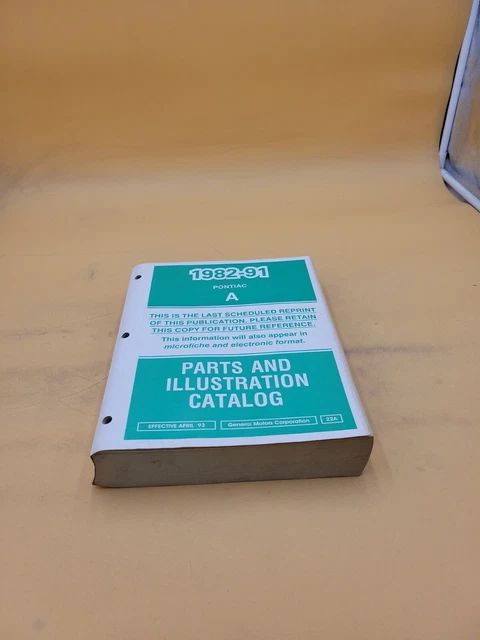 1982-91
PONTIAC
A
THIS IS THE LAST SCHEDULED REPRINT
OF THIS PUBLICATION. PLEASE RETAIN
THIS COPY FOR FUTURE REFERENCE.
This information will also appear in
microfiche and electronic format.
PARTS AND
ILLUSTRATION
CATALOG
EFFECTIVE APRIL 93 General Motors Corporation 22A